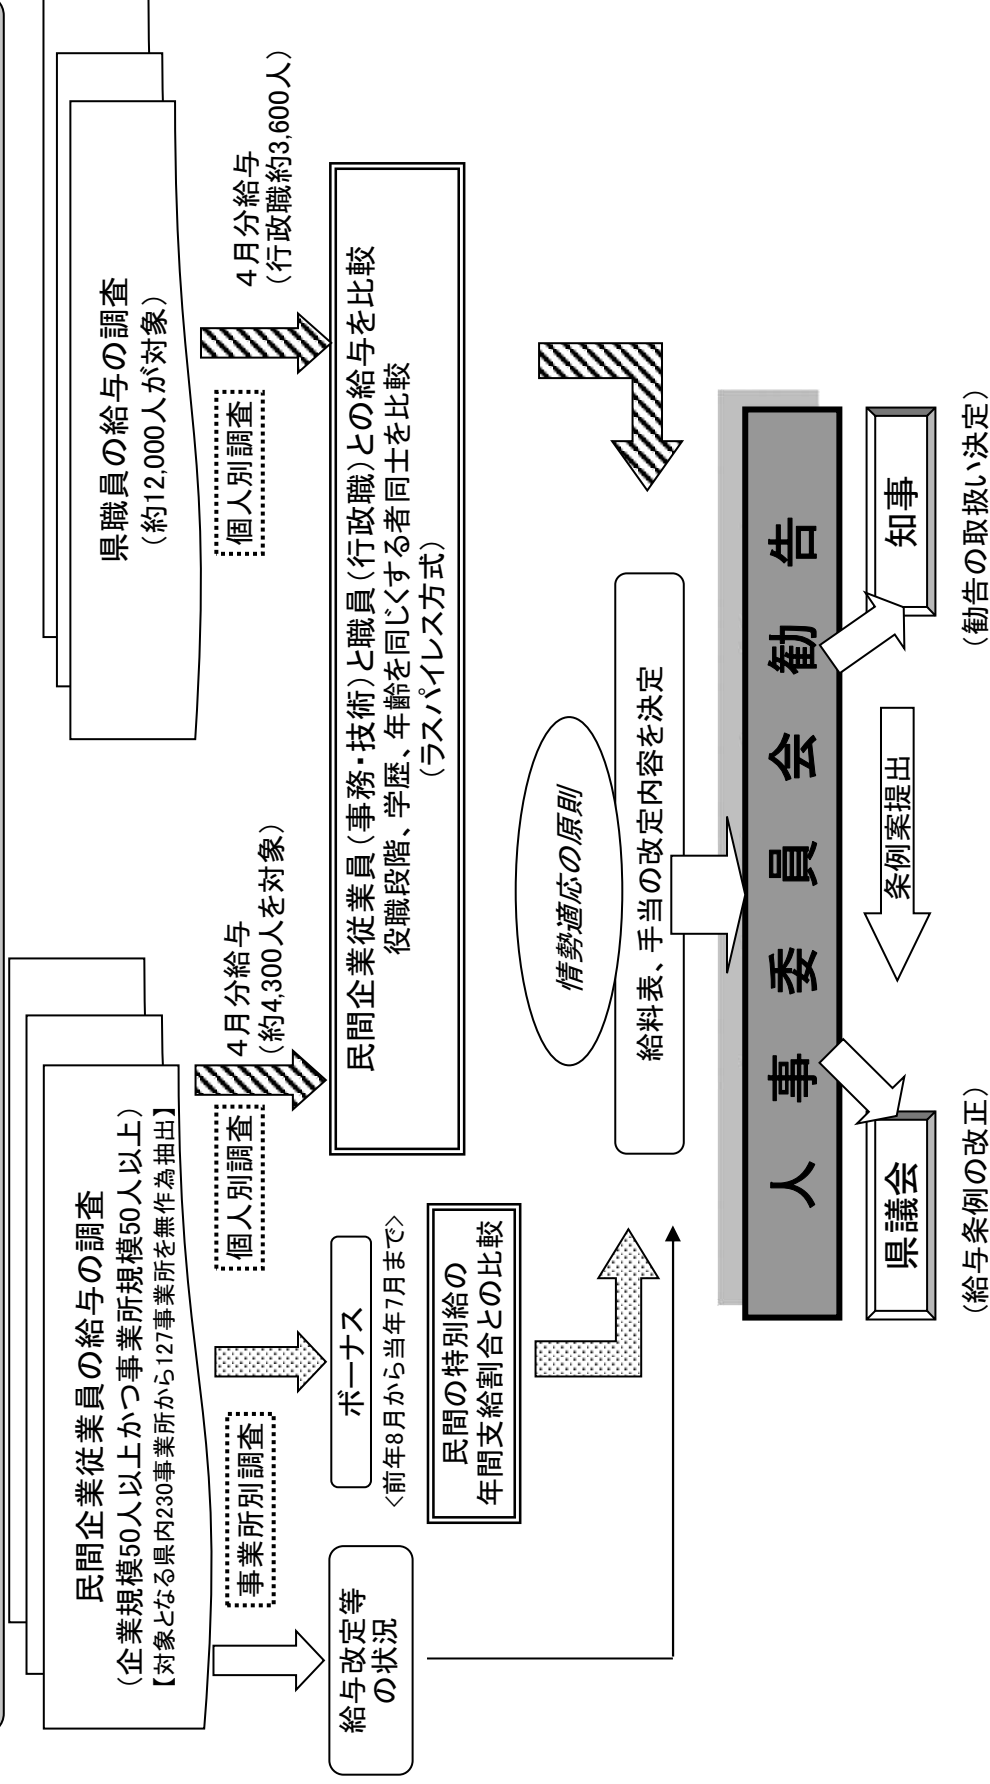 民間企業従業員の給与の調査
（企業規模50人以上かつ事業所規模50人以上）
【対象となる県内230事業所から127事業所を無作為抽出】
県職員の給与の調査
（約12,000人が対象）
事業所別調査
個人別調査
４月分給与
（約4,300人を対象）
個人別調査
４月分給与
（行政職約3,600人）
給与改定等
の状況
ボーナス
＜前年8月から当年7月まで＞
民間の特別給の
年間支給割合との比較
民間企業従業員（事務・技術）と職員（行政職）との給与を比較
役職段階、学歴、年齢を同じくする者同士を比較
（ラスパイレス方式）
情勢適応の原則
給料表、手当の改定内容を決定
人事委員会勧告
県議会
（給与条例の改正）
条例案提出
知事
（勧告の取扱い決定）